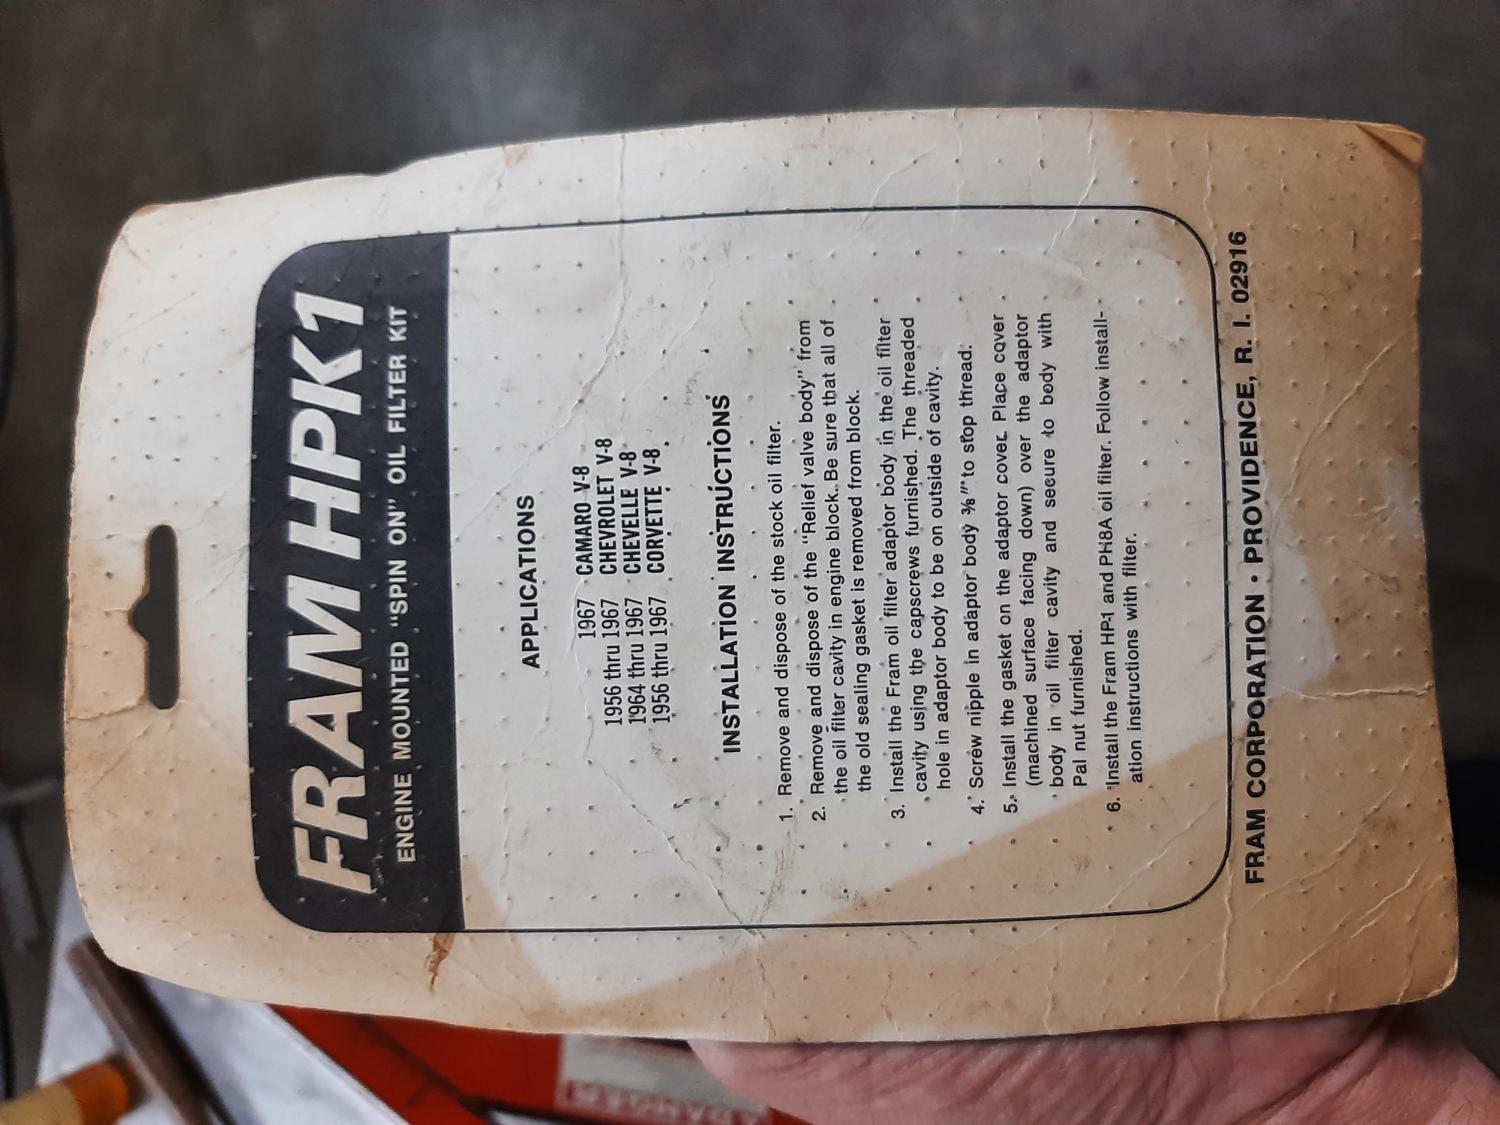 FRAM HPK1
ENGINE MOUNTED "SPIN ON" OIL FILTER KIT
APPLICATIONS
1967 CAMARO V-8
1956 thru 1967 CHEVROLET V-8
1964 thru 1967 CHEVELLE V-8
1956 thru 1967 CORVETTE V-8
INSTALLATION INSTRUCTIONS
1. Remove and dispose of the stock oil filter.
2. Remove and dispose of the "Relief valve body" from
the oil filter cavity in engine block. Be sure that all of
the old sealing gasket is removed from block.
3. Install the Fram oil filter adaptor body in the oil filter
cavity using the capscrews furnished. The threaded
hole in adaptor body to be on outside of cavity.
4. Screw nipple in adaptor body ⅜" to stop thread.
5. Install the gasket on the adaptor cover. Place cover
(machined surface facing down) over the adaptor
body in oil filter cavity and secure to body with
Pal nut furnished.
6. Install the Fram HP-1 and PH8A oil filter. Follow install-
ation instructions with filter.
FRAM CORPORATION • PROVIDENCE, R. I. 02916
DANGER